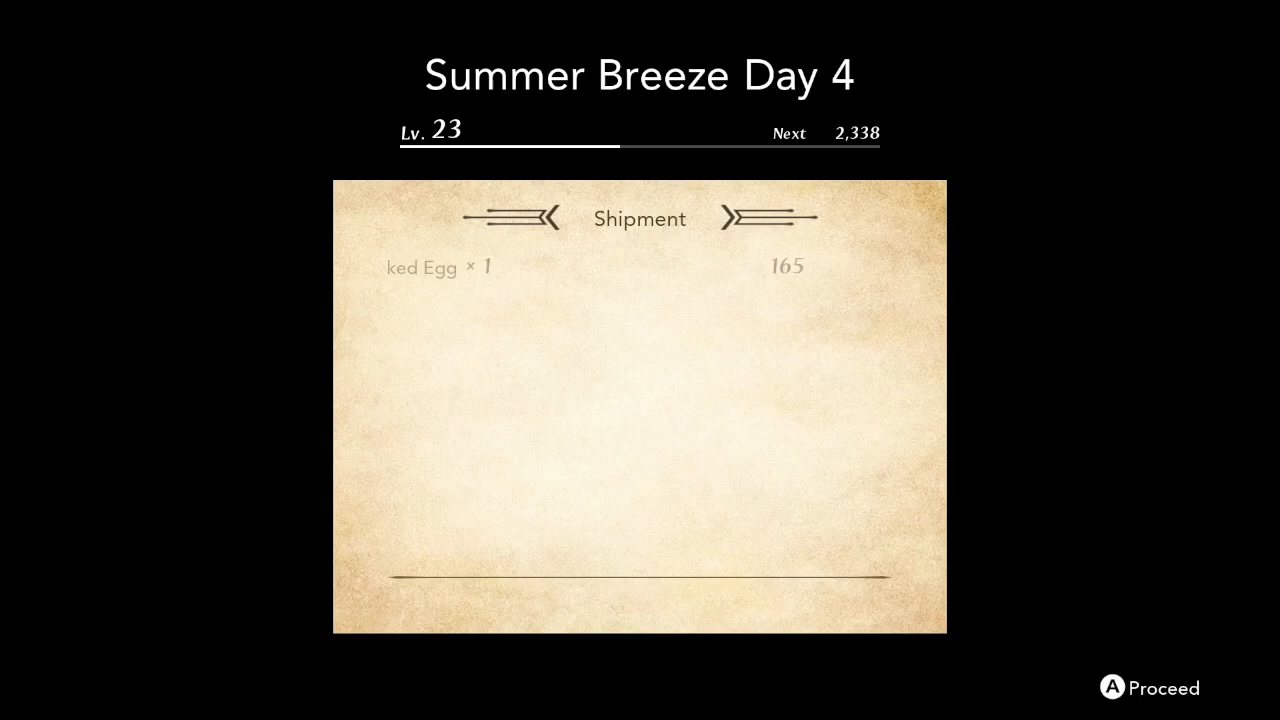 Summer Breeze Day 4
Lv. 23 Next 2,338
Shipment
ked Egg × 1 165
A Proceed